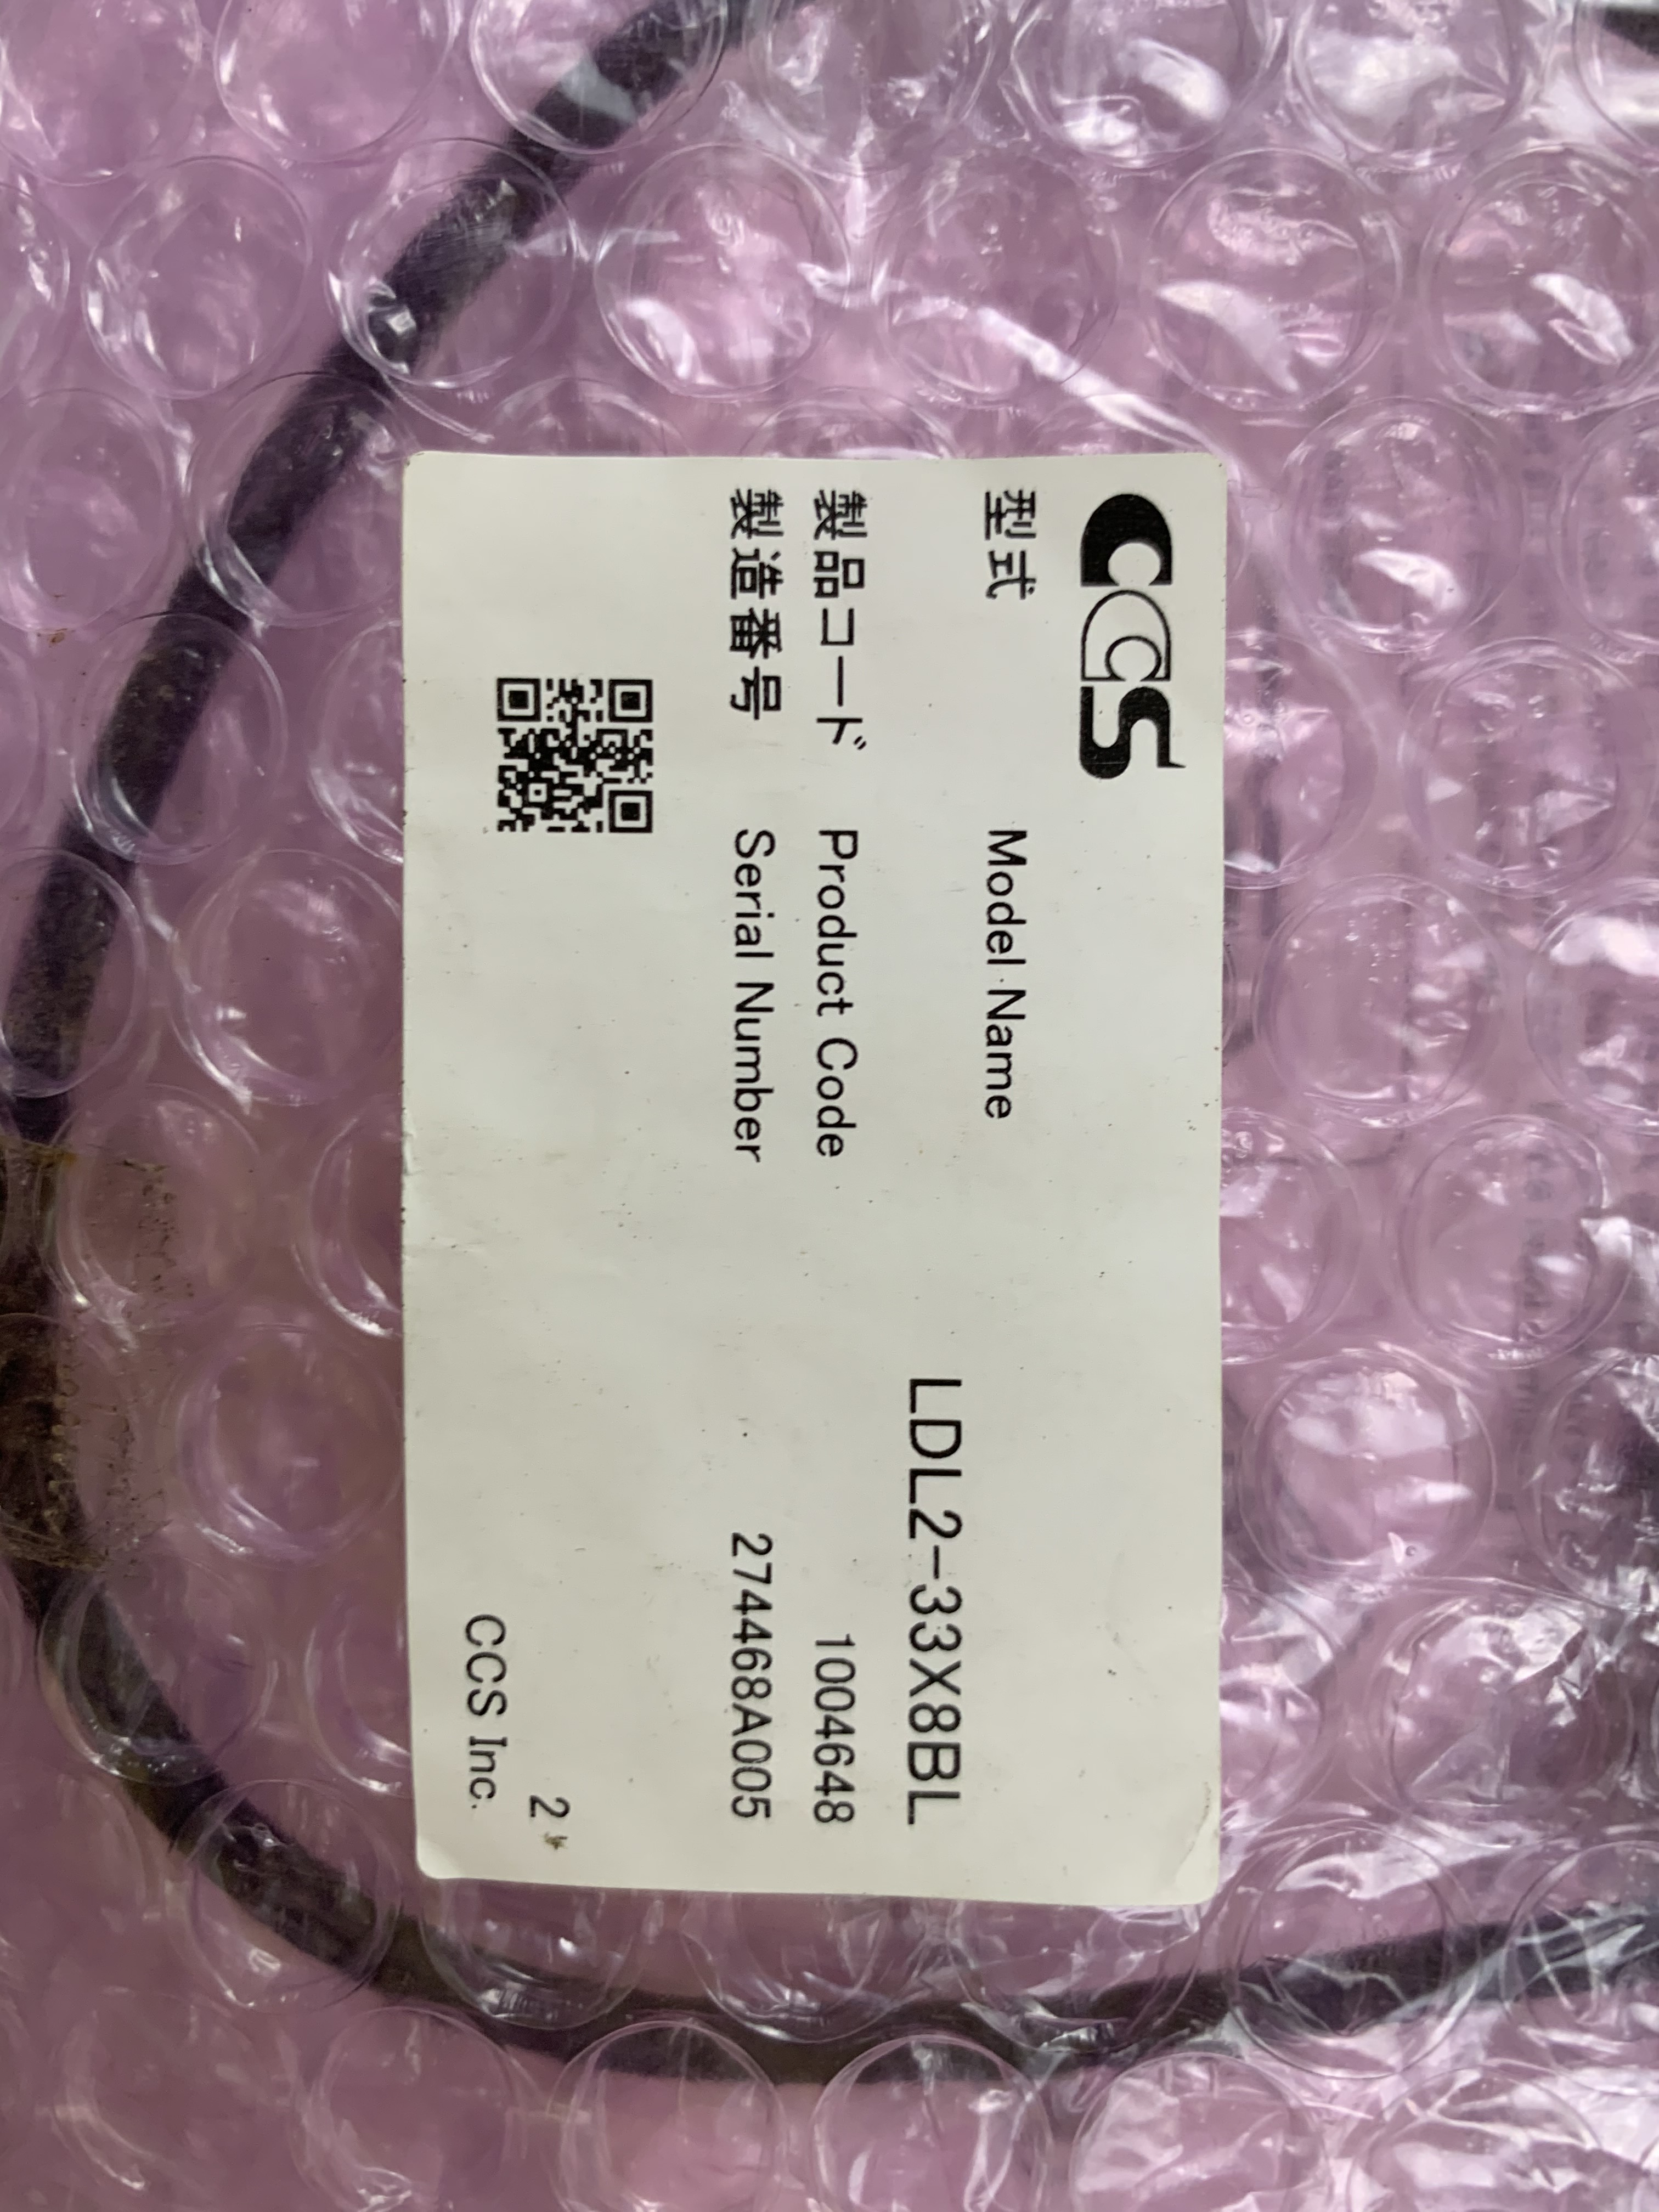 CCS
型式 Model Name
LDL2-33X8BL
製品コード Product Code 1004648
製造番号 Serial Number 274468A005
2
CCS Inc.